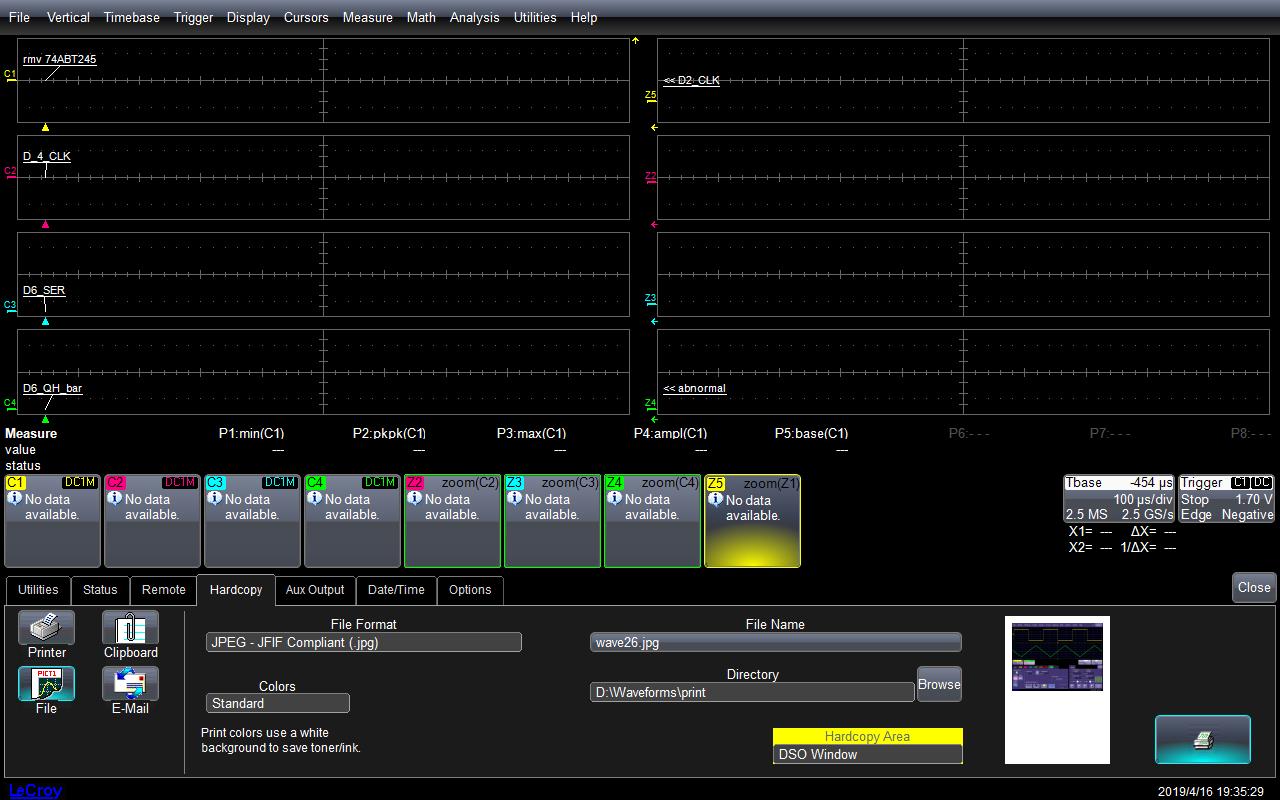 File Vertical Timebase Trigger Display Cursors Measure Math Analysis Utilities Help
rmv 74ABT245
C1
<< D2_CLK
Z5
D_4_CLK
C2
Z2
D6_SER
C3
Z3
D6_QH_bar
C4
<< abnormal
Z4
Measure P1:min(C1) P2:pkpk(C1) P3:max(C1) P4:ampl(C1) P5:base(C1) P6:- - - P7:- - - P8:- - -
value --- --- --- --- ---
status
C1 DC1M C2 DC1M C3 DC1M C4 DC1M Z2 zoom(C2) Z3 zoom(C3) Z4 zoom(C4) Z5 zoom(Z1) Tbase -454 µs Trigger C1 DC
No data No data No data No data No data No data No data No data 100 µs/div Stop 1.70 V
available. available. available. available. available. available. available. available. 2.5 MS 2.5 GS/s Edge Negative
X1= --- ΔX= ---
X2= --- 1/ΔX= ---
Utilities Status Remote Hardcopy Aux Output Date/Time Options Close
File Format File Name
JPEG - JFIF Compliant (.jpg) wave26.jpg
Printer Clipboard
PICT1
Directory
Colors D:\Waveforms\print Browse
Standard
File E-Mail
Print colors use a white
background to save toner/ink.
Hardcopy Area
DSO Window
LeCroy 2019/4/16 19:35:29